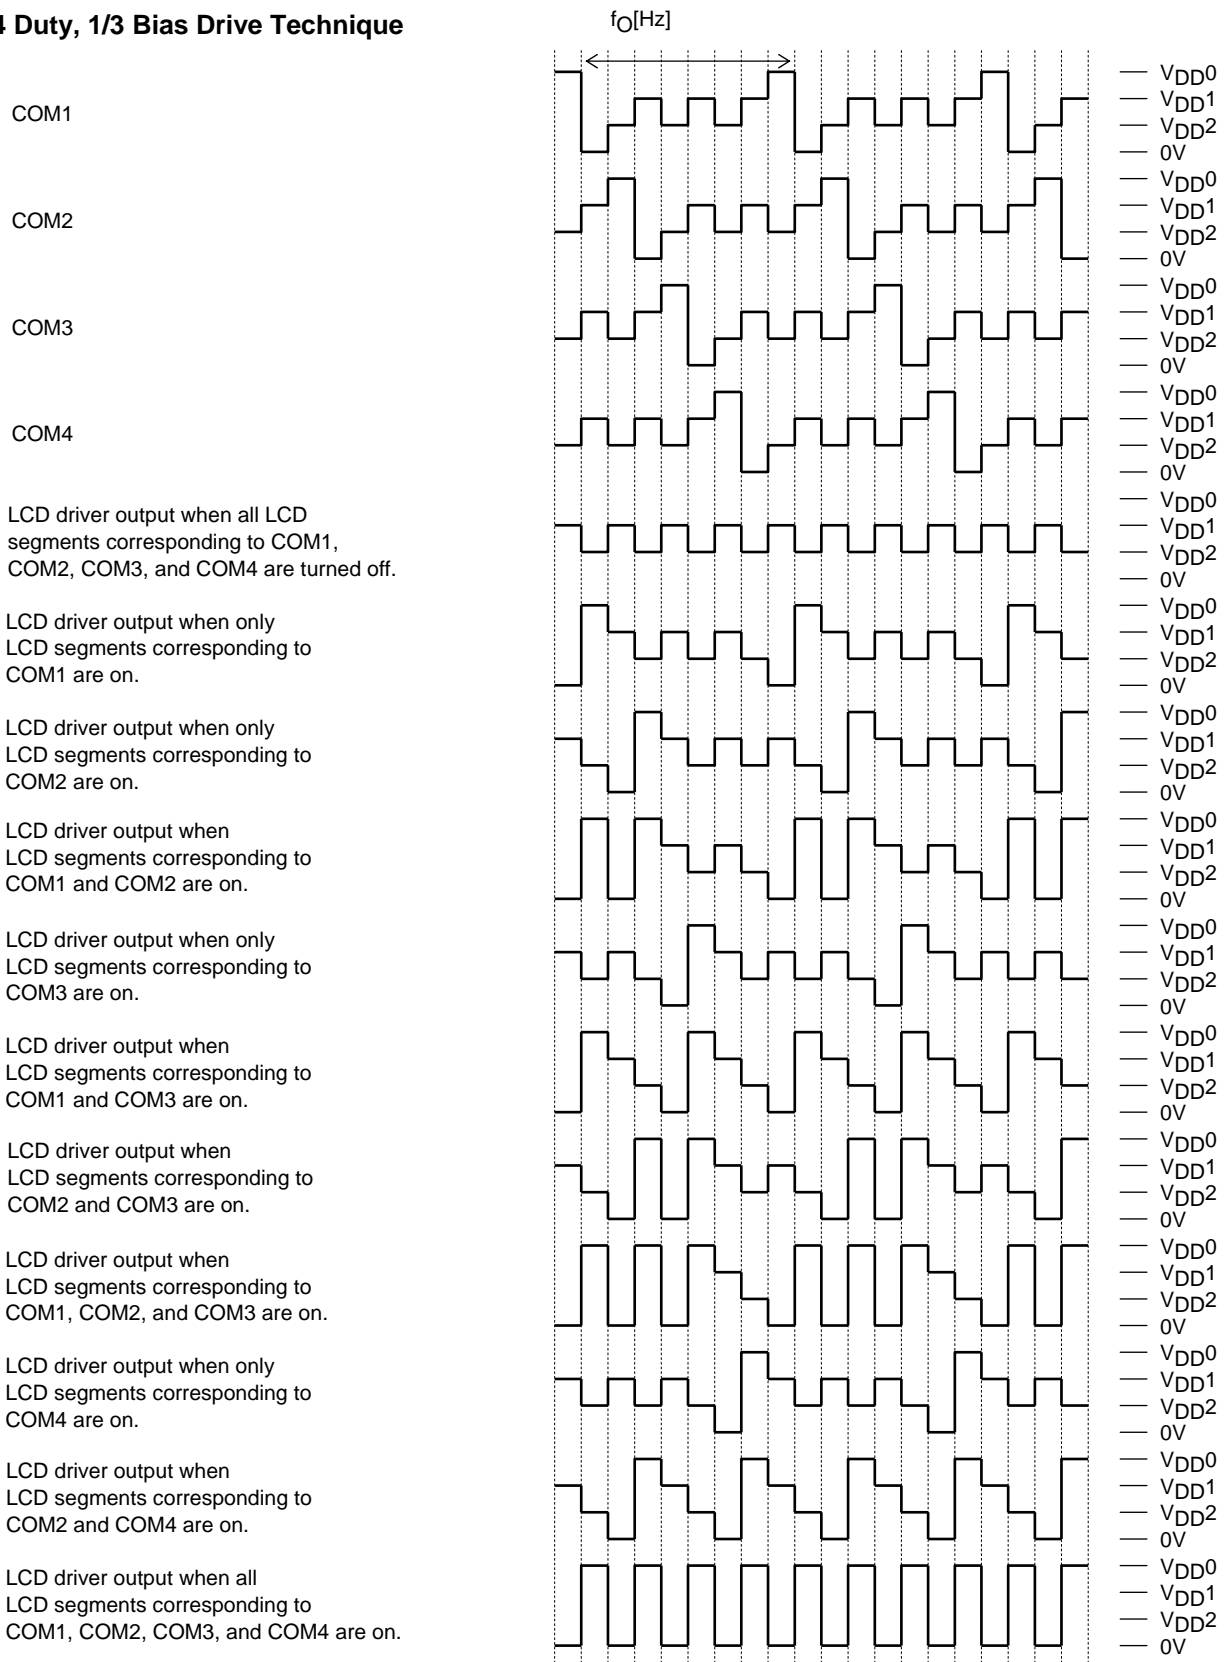 4 Duty, 1/3 Bias Drive Technique
fO[Hz]
COM1
VDD0
VDD1
VDD2
0V
COM2
VDD0
VDD1
VDD2
0V
COM3
VDD0
VDD1
VDD2
0V
COM4
VDD0
VDD1
VDD2
0V
LCD driver output when all LCD
segments corresponding to COM1,
COM2, COM3, and COM4 are turned off.
VDD0
VDD1
VDD2
0V
LCD driver output when only
LCD segments corresponding to
COM1 are on.
VDD0
VDD1
VDD2
0V
LCD driver output when only
LCD segments corresponding to
COM2 are on.
VDD0
VDD1
VDD2
0V
LCD driver output when
LCD segments corresponding to
COM1 and COM2 are on.
VDD0
VDD1
VDD2
0V
LCD driver output when only
LCD segments corresponding to
COM3 are on.
VDD0
VDD1
VDD2
0V
LCD driver output when
LCD segments corresponding to
COM1 and COM3 are on.
VDD0
VDD1
VDD2
0V
LCD driver output when
LCD segments corresponding to
COM2 and COM3 are on.
VDD0
VDD1
VDD2
0V
LCD driver output when
LCD segments corresponding to
COM1, COM2, and COM3 are on.
VDD0
VDD1
VDD2
0V
LCD driver output when only
LCD segments corresponding to
COM4 are on.
VDD0
VDD1
VDD2
0V
LCD driver output when
LCD segments corresponding to
COM2 and COM4 are on.
VDD0
VDD1
VDD2
0V
LCD driver output when all
LCD segments corresponding to
COM1, COM2, COM3, and COM4 are on.
VDD0
VDD1
VDD2
0V